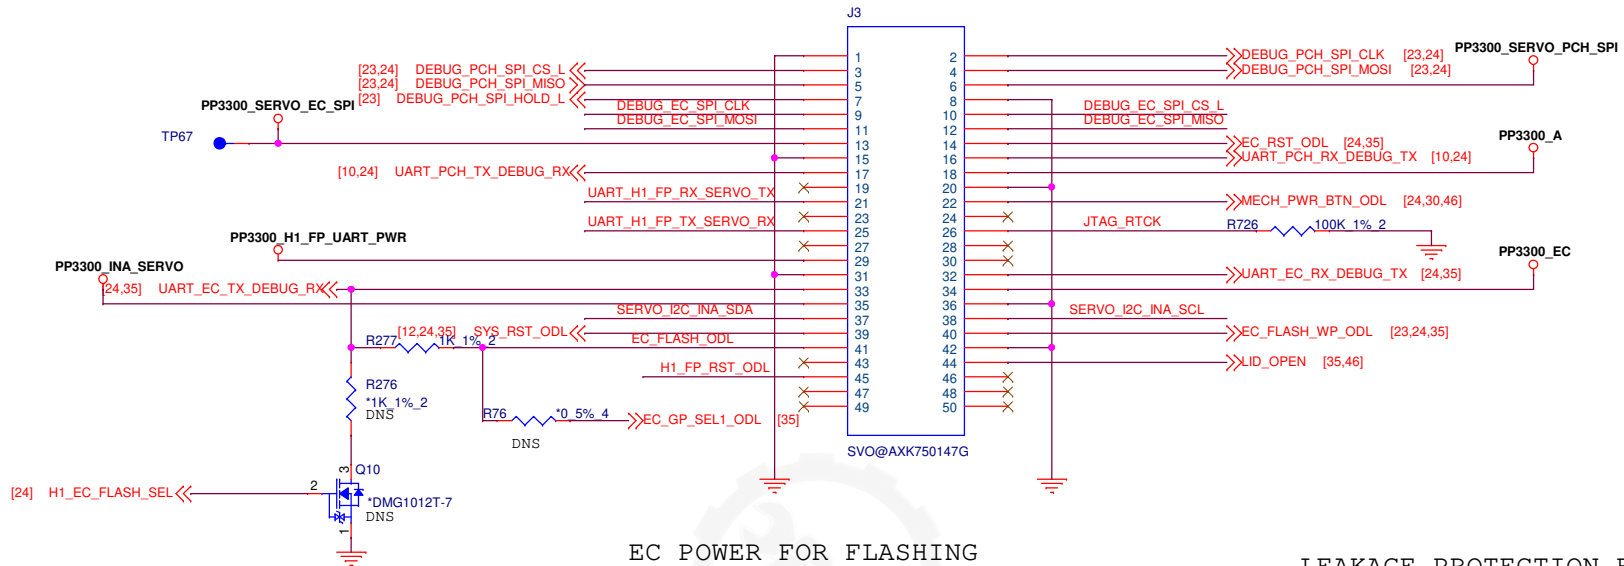 J3
1 2 DEBUG_PCH_SPI_CLK [23,24] PP3300_SERVO_PCH_SPI
[23,24] DEBUG_PCH_SPI_CS_L 3 4 DEBUG_PCH_SPI_MOSI [23,24]
[23,24] DEBUG_PCH_SPI_MISO 5 6
[23] DEBUG_PCH_SPI_HOLD_L 7 8
PP3300_SERVO_EC_SPI DEBUG_EC_SPI_CLK 9 10 DEBUG_EC_SPI_CS_L
DEBUG_EC_SPI_MOSI 11 12 DEBUG_EC_SPI_MISO
TP67 13 14 EC_RST_ODL [24,35] PP3300_A
15 16 UART_PCH_RX_DEBUG_TX [10,24]
[10,24] UART_PCH_TX_DEBUG_RX 17 18
19 20
UART_H1_FP_RX_SERVO_TX 21 22 MECH_PWR_BTN_ODL [24,30,46]
23 24
UART_H1_FP_TX_SERVO_RX 25 26 JTAG_RTCK R726 100K_1%_2
PP3300_H1_FP_UART_PWR 27 28
29 30 PP3300_EC
PP3300_INA_SERVO 31 32 UART_EC_RX_DEBUG_TX [24,35]
[24,35] UART_EC_TX_DEBUG_RX 33 34
35 36
SERVO_I2C_INA_SDA 37 38 SERVO_I2C_INA_SCL
[12,24,35] SYS_RST_ODL 39 40 EC_FLASH_WP_ODL [23,24,35]
R277 1K_1%_2 EC_FLASH_ODL 41 42
43 44 LID_OPEN [35,46]
H1_FP_RST_ODL 45 46
R276
*1K_1%_2
DNS
47 48
49 50
R76 *0_5%_4 EC_GP_SEL1_ODL [35]
DNS
SVO@AXK750147G
3 Q10
[24] H1_EC_FLASH_SEL 2
*DMG1012T-7
DNS
1
EC POWER FOR FLASHING